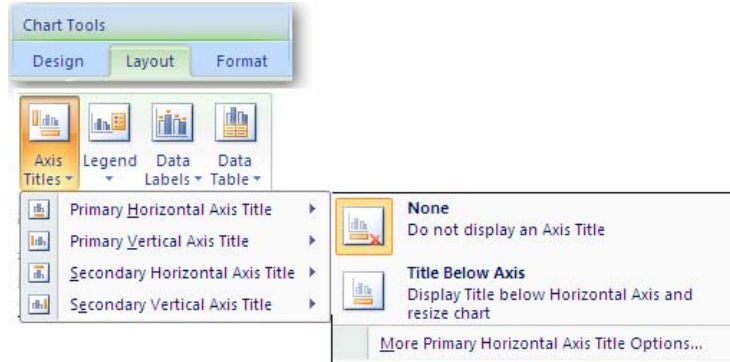 Chart Tools
Design Layout Format
Axis Titles Legend Data Labels Data Table
Primary Horizontal Axis Title
Primary Vertical Axis Title
Secondary Horizontal Axis Title
Secondary Vertical Axis Title
None
Do not display an Axis Title
Title Below Axis
Display Title below Horizontal Axis and
resize chart
More Primary Horizontal Axis Title Options...